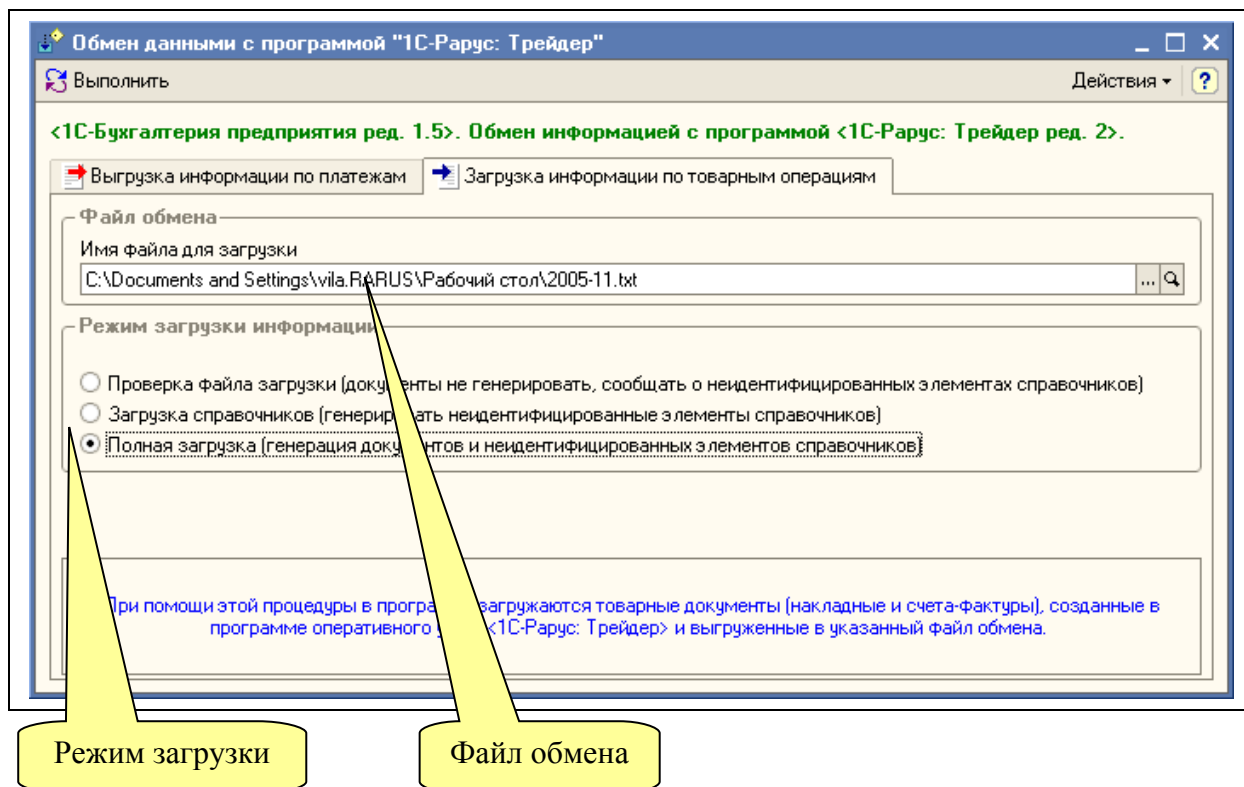 Обмен данными с программой "1С-Рарус: Трейдер"
Выполнить
Действия
?
<1С-Бухгалтерия предприятия ред. 1.5>. Обмен информацией с программой <1С-Рарус: Трейдер ред. 2>.
Выгрузка информации по платежам
Загрузка информации по товарным операциям
Файл обмена
Имя файла для загрузки
C:\Documents and Settings\vila.RARUS\Рабочий стол\2005-11.txt
...
Режим загрузки информации
Проверка файла загрузки (документы не генерировать, сообщать о неидентифицированных элементах справочников)
Загрузка справочников (генерировать неидентифицированные элементы справочников)
Полная загрузка (генерация документов и неидентифицированных элементов справочников)
При помощи этой процедуры в программу загружаются товарные документы (накладные и счета-фактуры), созданные в
программе оперативного <1С-Рарус: Трейдер> и выгруженные в указанный файл обмена.
Режим загрузки
Файл обмена